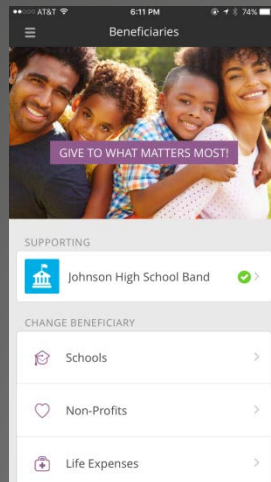 AT&T 6:11 PM 74%
Beneficiaries
GIVE TO WHAT MATTERS MOST!
SUPPORTING
Johnson High School Band
CHANGE BENEFICIARY
Schools
Non-Profits
Life Expenses